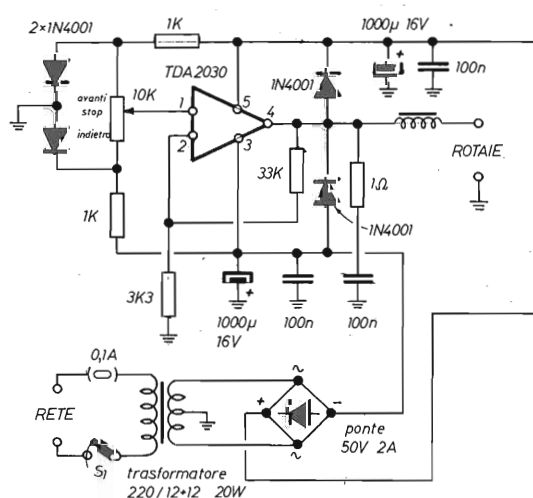 2×1N4001
1K
1000µ 16V
TDA2030
1N4001
100n
avanti
stop
indietro
10K
1
2
5
4
3
33K
1Ω
ROTAIE
1K
1N4001
3K3
1000µ
16V
100n
100n
0,1A
RETE
S1
trasformatore
220/12+12 20W
~
+
−
~
ponte
50V 2A